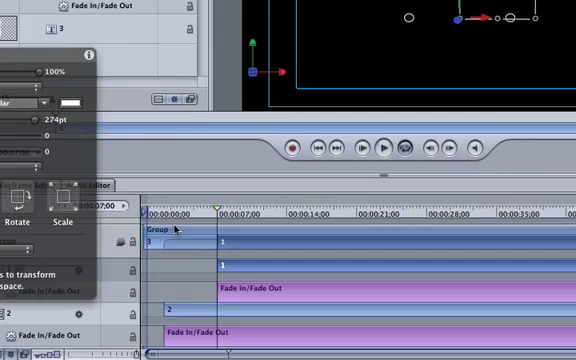 Fade In/Fade Out
3
100%
lar
274pt
0
0
Editor
00:00:07;00
Rotate
Scale
s to transform
space.
Fade In/Fade Out
2
Fade In/Fade Out
00:00:00;00
00:00:07;00
00:00:14;00
00:00:21;00
00:00:28;00
00:00:35;00
Group
3
1
1
Fade In/Fade Out
2
Fade In/Fade Out